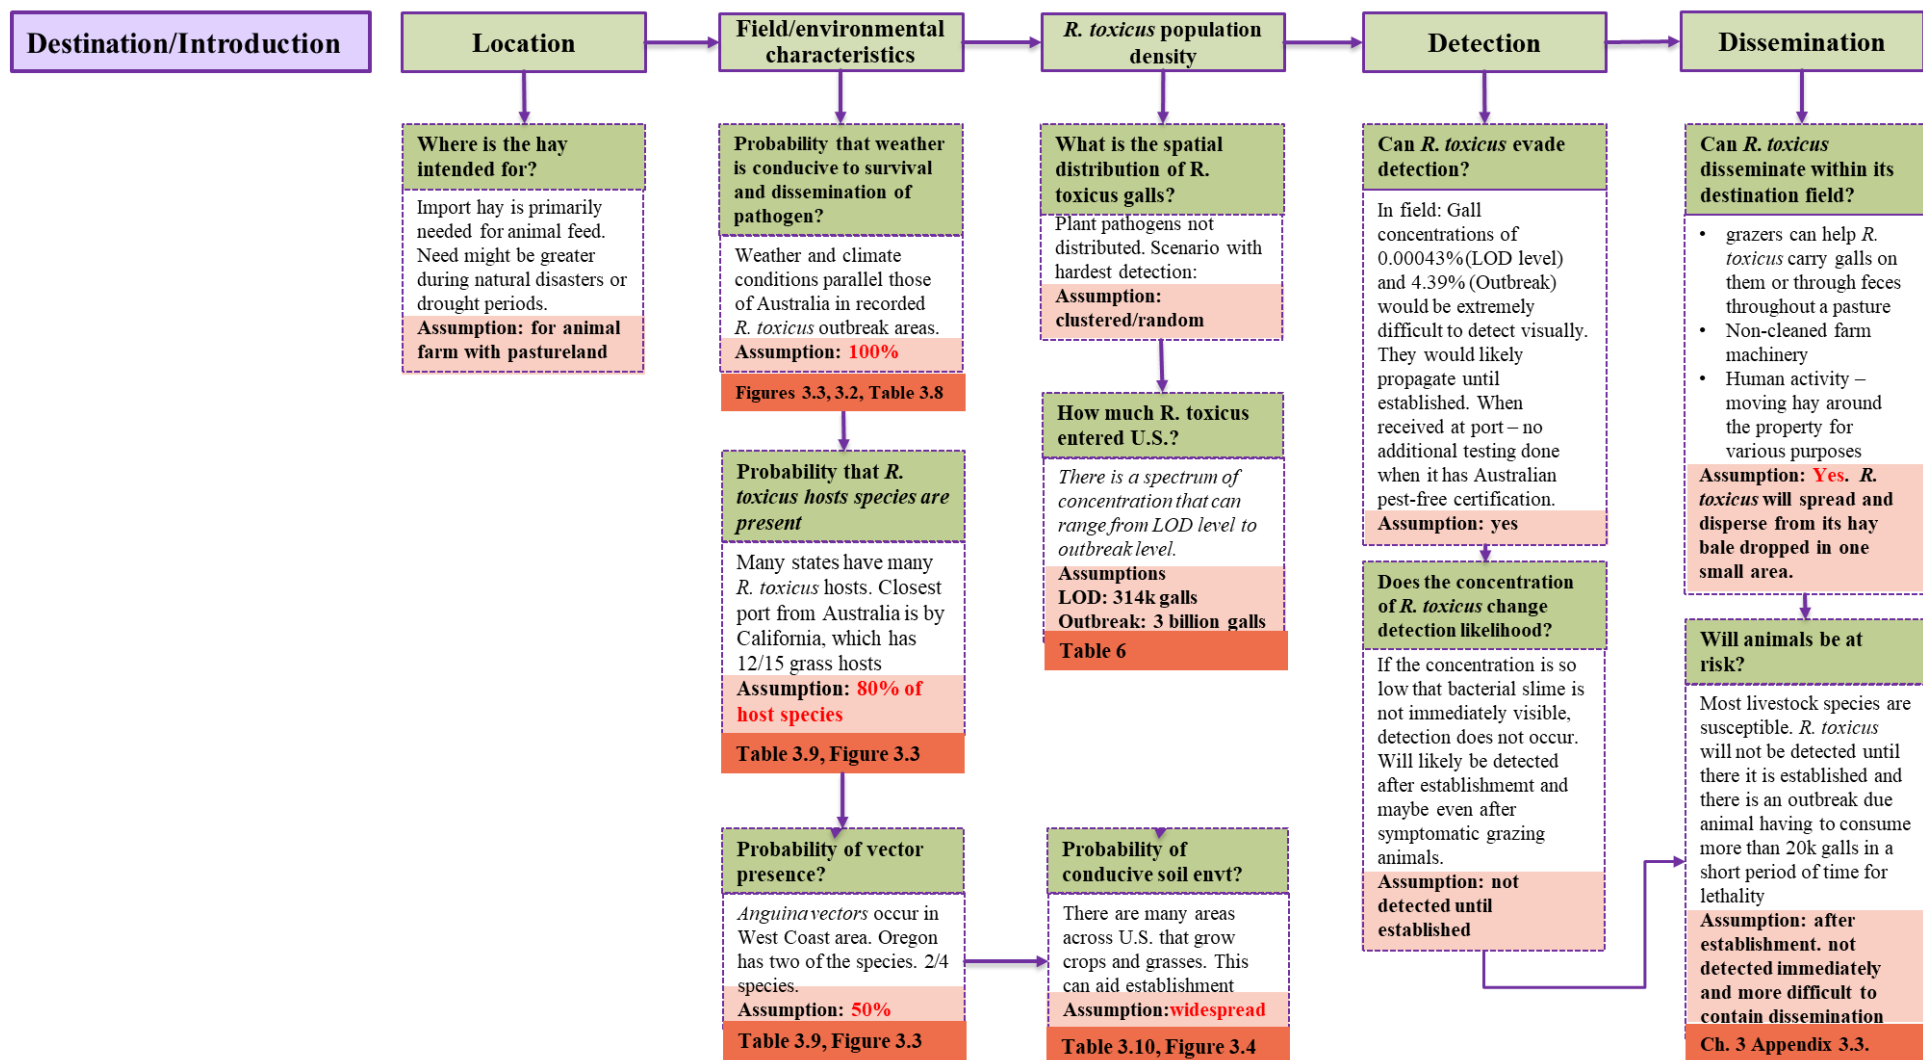 Destination/Introduction
Location
Field/environmental
characteristics
R. toxicus population
density
Detection
Dissemination
Where is the hay
intended for?
Import hay is primarily
needed for animal feed.
Need might be greater
during natural disasters or
drought periods.
Assumption: for animal
farm with pastureland
Probability that weather
is conducive to survival
and dissemination of
pathogen?
Weather and climate
conditions parallel those
of Australia in recorded
R. toxicus outbreak areas.
Assumption: 100%
Figures 3.3, 3.2, Table 3.8
Probability that R.
toxicus hosts species are
present
Many states have many
R. toxicus hosts. Closest
port from Australia is by
California, which has
12/15 grass hosts
Assumption: 80% of
host species
Table 3.9, Figure 3.3
Probability of vector
presence?
Anguina vectors occur in
West Coast area. Oregon
has two of the species. 2/4
species.
Assumption: 50%
Table 3.9, Figure 3.3
Probability of
conducive soil envt?
There are many areas
across U.S. that grow
crops and grasses. This
can aid establishment
Assumption:widespread
Table 3.10, Figure 3.4
What is the spatial
distribution of R.
toxicus galls?
Plant pathogens not
distributed. Scenario with
hardest detection:
Assumption:
clustered/random
How much R. toxicus
entered U.S.?
There is a spectrum of
concentration that can
range from LOD level to
outbreak level.
Assumptions
LOD: 314k galls
Outbreak: 3 billion galls
Table 6
Can R. toxicus evade
detection?
In field: Gall
concentrations of
0.00043% (LOD level)
and 4.39% (Outbreak)
would be extremely
difficult to detect visually.
They would likely
propagate until
established. When
received at port – no
additional testing done
when it has Australian
pest-free certification.
Assumption: yes
Does the concentration
of R. toxicus change
detection likelihood?
If the concentration is so
low that bacterial slime is
not immediately visible,
detection does not occur.
Will likely be detected
after establishmemt and
maybe even after
symptomatic grazing
animals.
Assumption: not
detected until
established
Can R. toxicus
disseminate within its
destination field?
• grazers can help R.
toxicus carry galls on
them or through feces
throughout a pasture
• Non-cleaned farm
machinery
• Human activity –
moving hay around
the property for
various purposes
Assumption: Yes. R.
toxicus will spread and
disperse from its hay
bale dropped in one
small area.
Will animals be at
risk?
Most livestock species are
susceptible. R. toxicus
will not be detected until
there it is established and
there is an outbreak due
animal having to consume
more than 20k galls in a
short period of time for
lethality
Assumption: after
establishment. not
detected immediately
and more difficult to
contain dissemination
Ch. 3 Appendix 3.3.